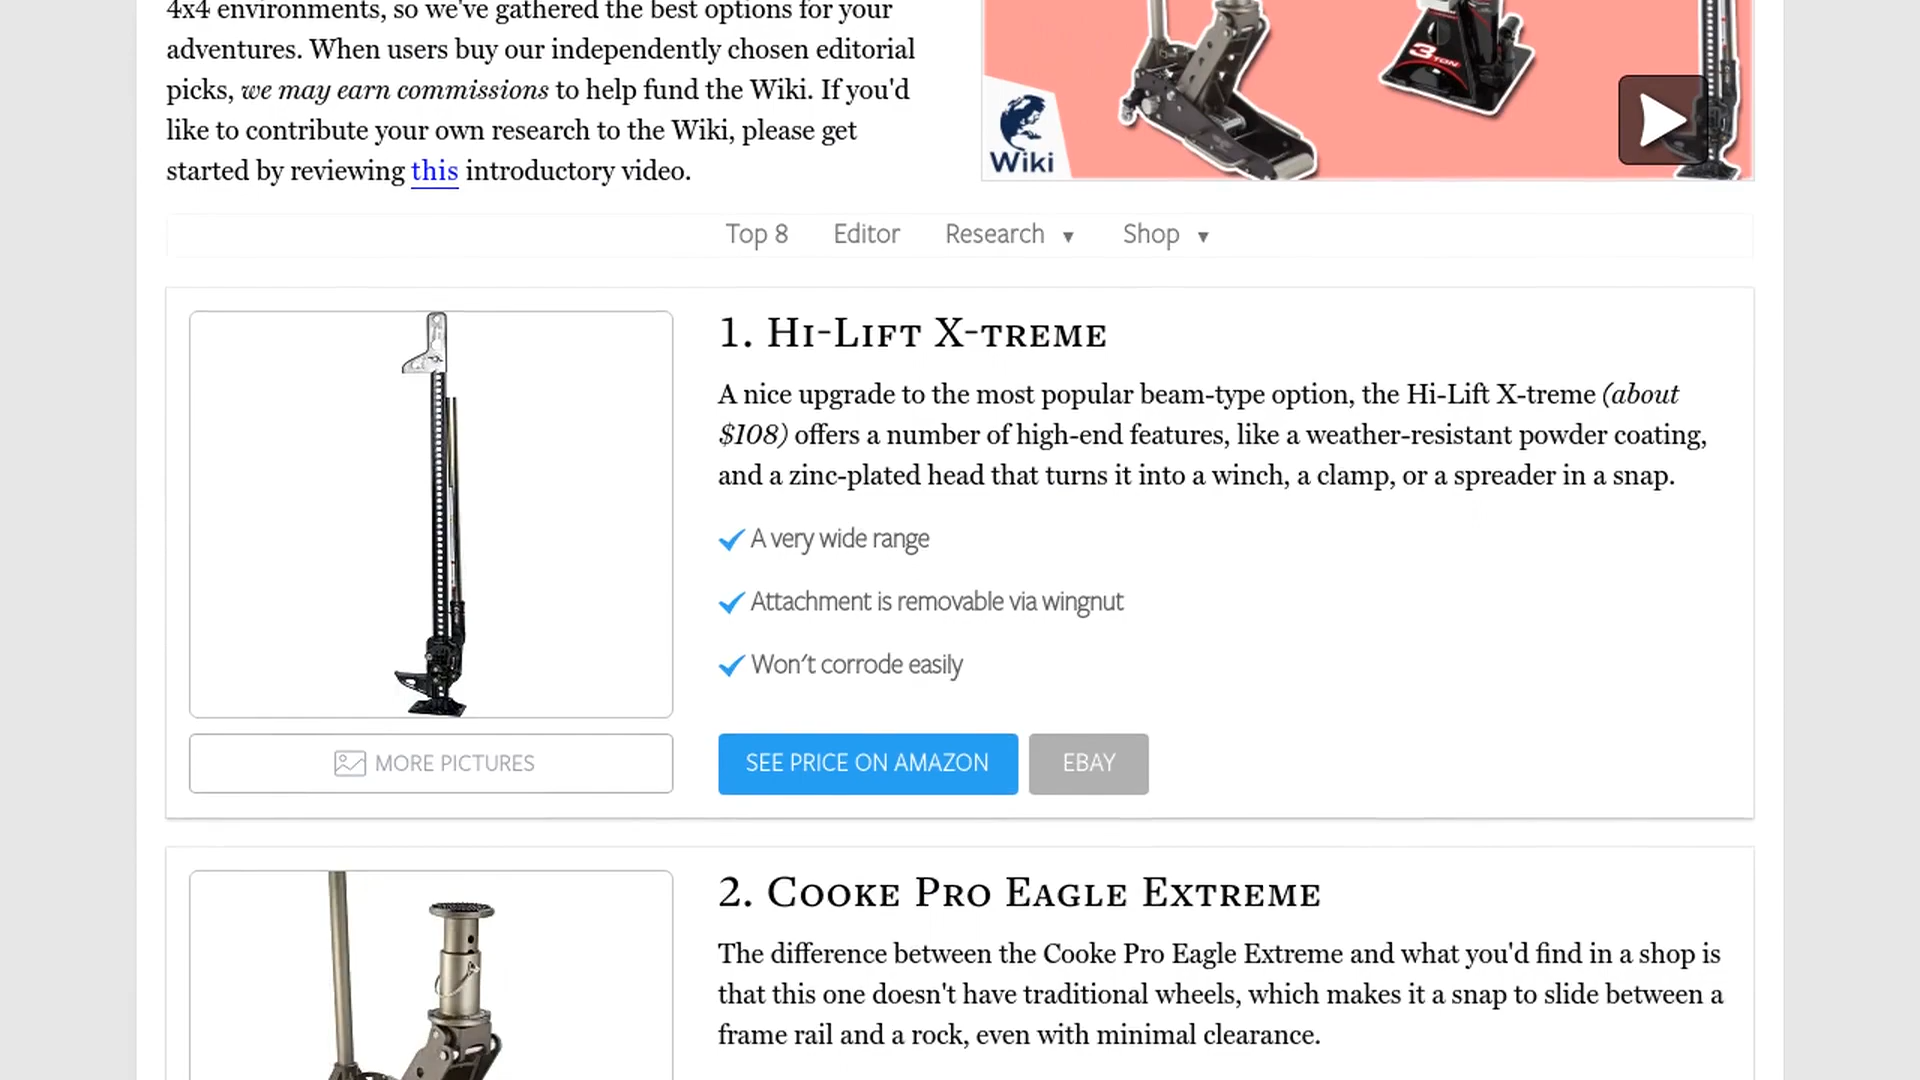 4x4 environments, so we've gathered the best options for your
adventures. When users buy our independently chosen editorial
picks, we may earn commissions to help fund the Wiki. If you'd
like to contribute your own research to the Wiki, please get
started by reviewing this introductory video.
3 TON
Wiki
Top 8 Editor Research ▼ Shop ▼
1. Hi-Lift X-treme
A nice upgrade to the most popular beam-type option, the Hi-Lift X-treme (about
$108) offers a number of high-end features, like a weather-resistant powder coating,
and a zinc-plated head that turns it into a winch, a clamp, or a spreader in a snap.
A very wide range
Attachment is removable via wingnut
Won't corrode easily
MORE PICTURES
SEE PRICE ON AMAZON
EBAY
2. Cooke Pro Eagle Extreme
The difference between the Cooke Pro Eagle Extreme and what you'd find in a shop is
that this one doesn't have traditional wheels, which makes it a snap to slide between a
frame rail and a rock, even with minimal clearance.